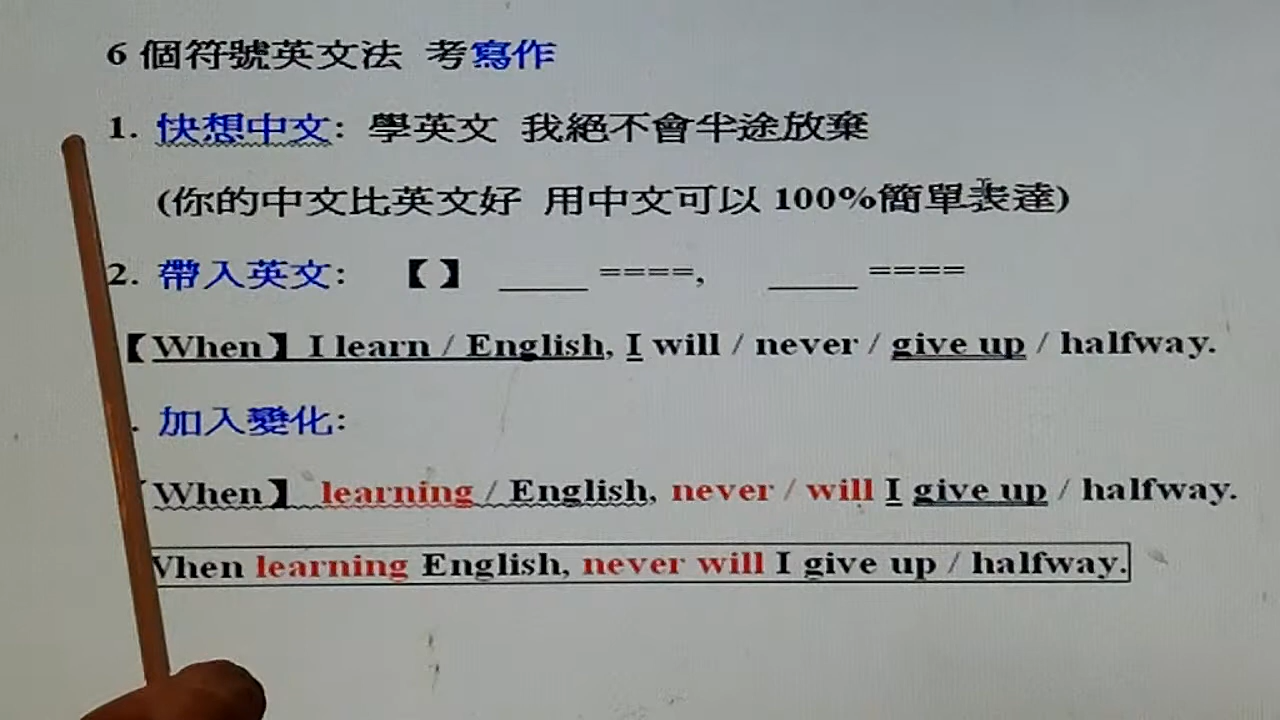 6 個符號英文法 考寫作
1. 快想中文: 學英文 我絕不會半途放棄
(你的中文比英文好 用中文可以 100%簡單表達)
2. 帶入英文: 【 】 ____ ====, ____ ====
【When】 I learn / English, I will / never / give up / halfway.
. 加入變化:
【When】 learning / English, never / will I give up / halfway.
When learning English, never will I give up / halfway.